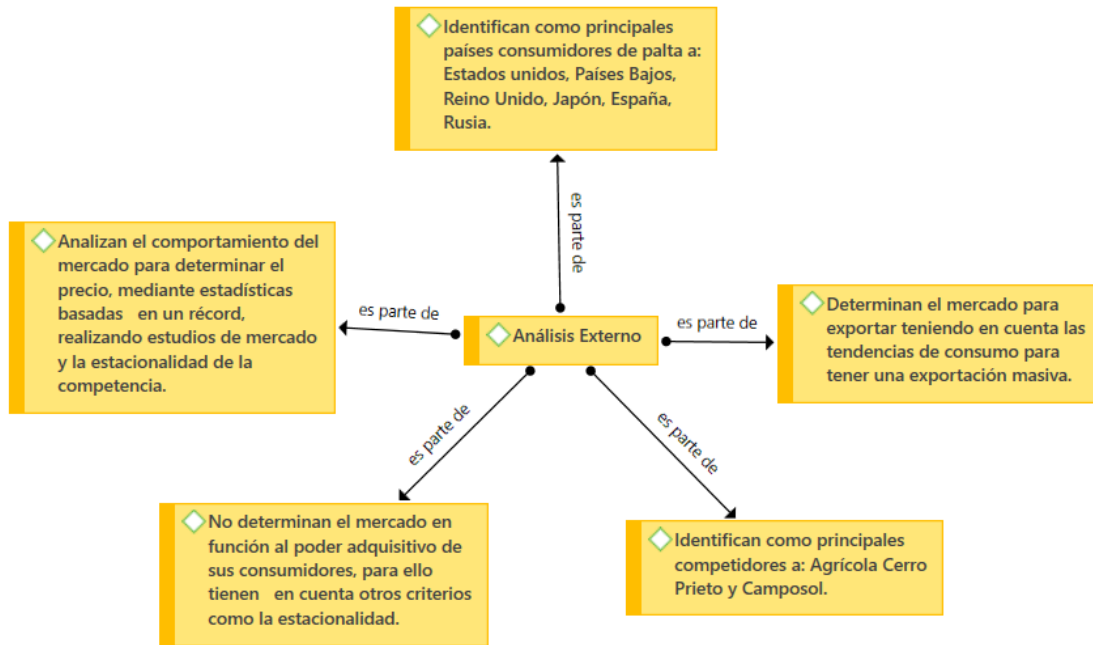 Identifican como principales
países consumidores de palta a:
Estados unidos, Países Bajos,
Reino Unido, Japón, España,
Rusia.
es parte de
Analizan el comportamiento del
mercado para determinar el
precio, mediante estadísticas
basadas en un récord,
realizando estudios de mercado
y la estacionalidad de la
competencia.
es parte de
Análisis Externo
es parte de
Determinan el mercado para
exportar teniendo en cuenta las
tendencias de consumo para
tener una exportación masiva.
es parte de
es parte de
No determinan el mercado en
función al poder adquisitivo de
sus consumidores, para ello
tienen en cuenta otros criterios
como la estacionalidad.
Identifican como principales
competidores a: Agrícola Cerro
Prieto y Camposol.